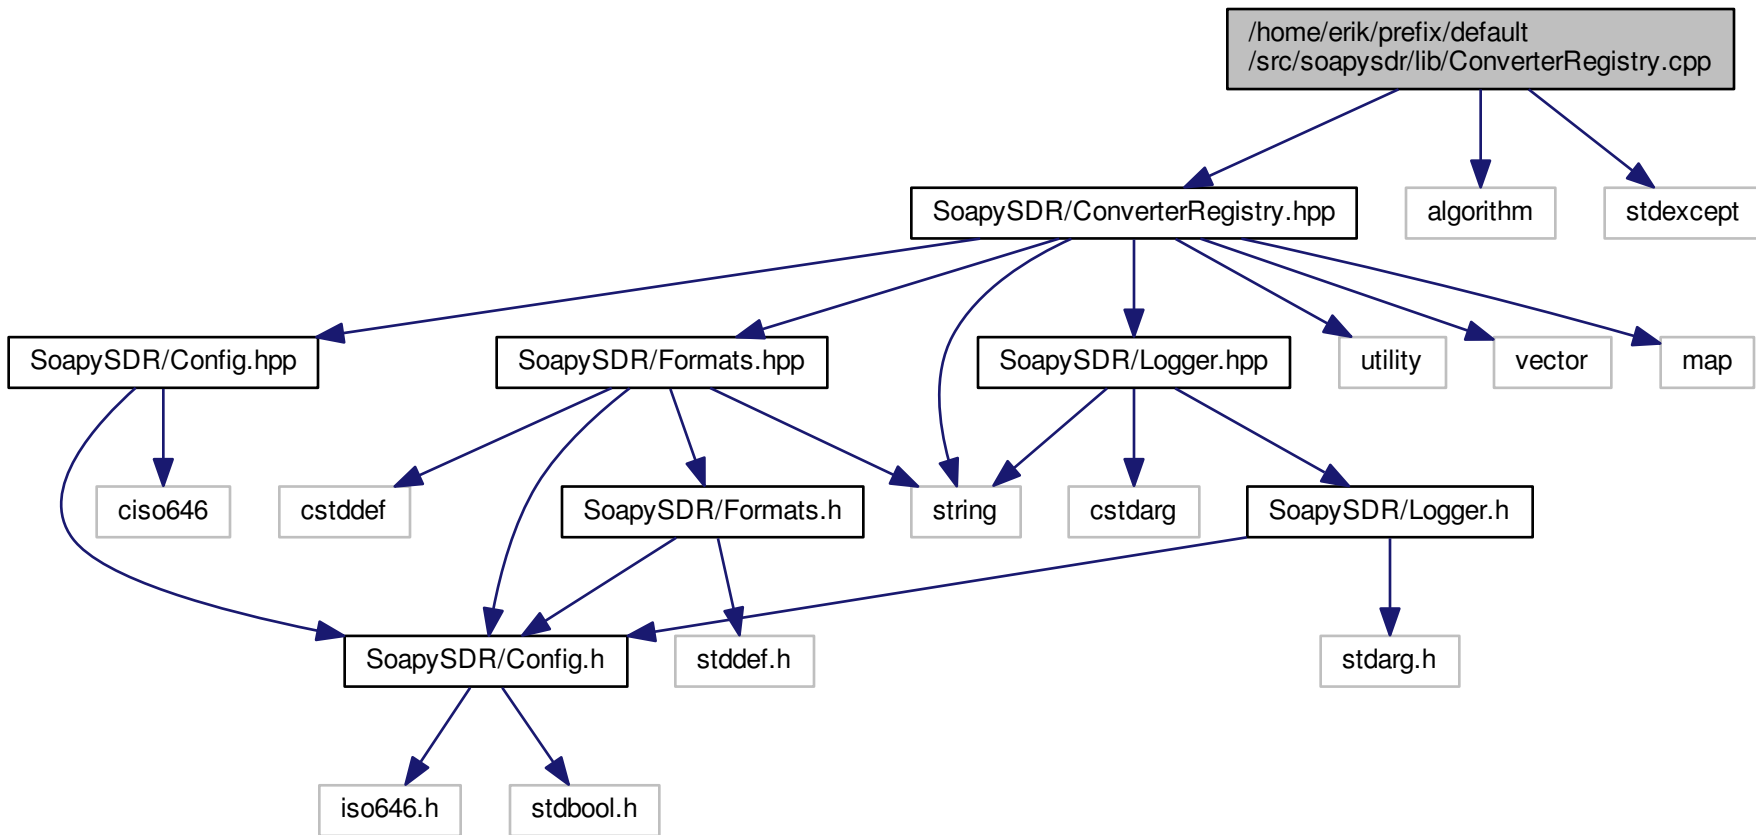 /home/erik/prefix/default
/src/soapysdr/lib/ConverterRegistry.cpp
SoapySDR/ConverterRegistry.hpp
algorithm
stdexcept
SoapySDR/Config.hpp
SoapySDR/Formats.hpp
SoapySDR/Logger.hpp
utility
vector
map
ciso646
cstddef
SoapySDR/Formats.h
string
cstdarg
SoapySDR/Logger.h
SoapySDR/Config.h
stddef.h
stdarg.h
iso646.h
stdbool.h